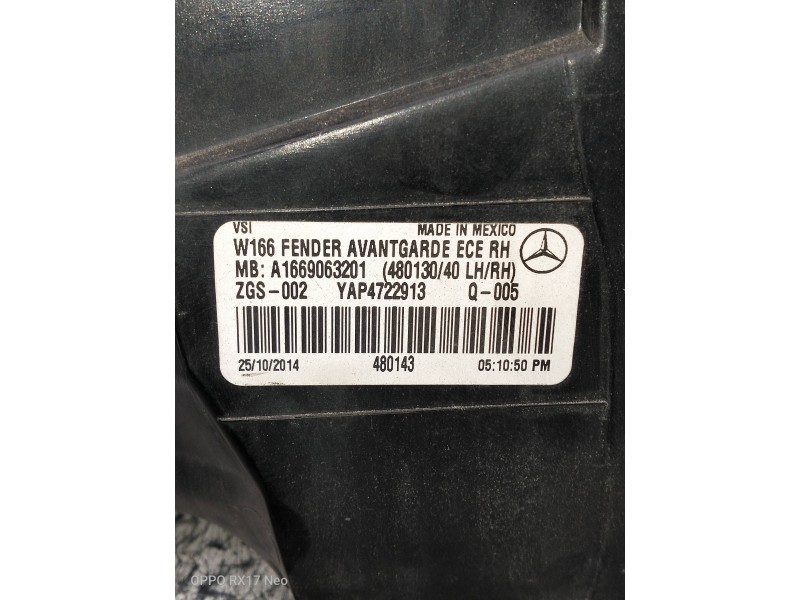 VSI MADE IN MEXICO
W166 FENDER AVANTGARDE ECE RH
MB: A1669063201 (480130/40 LH/RH)
ZGS-002 YAP4722913 Q-005
25/10/2014 480143 05:10:50 PM
OPPO RX17 Neo